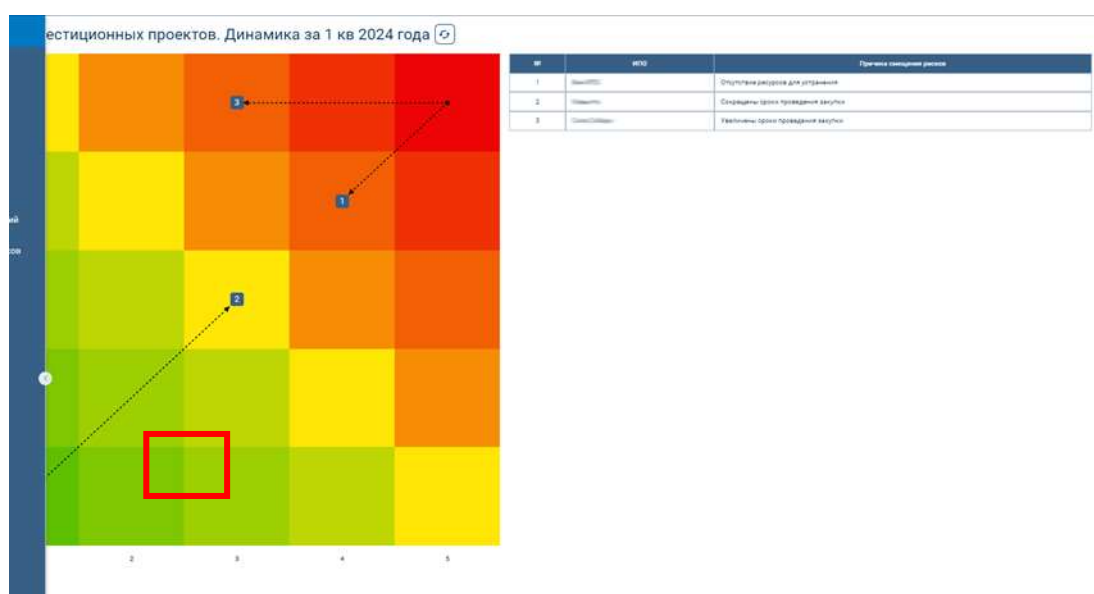 естиционных проектов. Динамика за 1 кв 2024 года
№ ИПО Причина смещения рисков
1 Отсутствие ресурсов для устранения
2 Сокращены сроки проведения закупки
3 Увеличены сроки проведения закупки
3
1
ий
ков
2
2 3 4 5